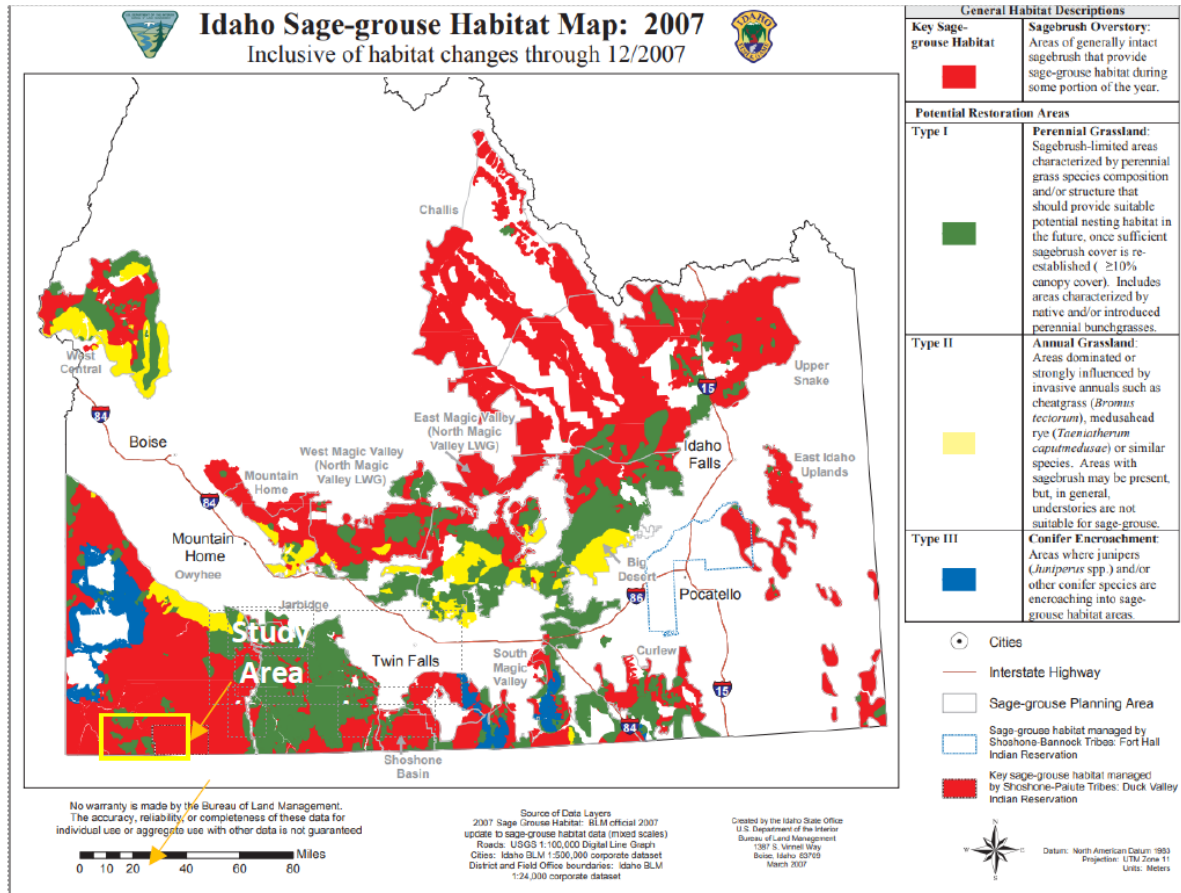 Idaho Sage-grouse Habitat Map: 2007
Inclusive of habitat changes through 12/2007
Challis
West
Central
84
Boise
Mountain
Home
84
Mountain
Home
Owyhee
West Magic Valley
(North Magic
Valley LWG)
East Magic Valley
(North Magic
Valley LWG)
15
Upper
Snake
Idaho
Falls
East Idaho
Uplands
Big
Desert
86
Pocatello
Jarbidge
Study
Area
Twin Falls
South
Magic
Valley
Curlew
15
84
Shoshone
Basin
No warranty is made by the Bureau of Land Management.
The accuracy, reliability, or completeness of these data for
individual use or aggregate use with other data is not guaranteed
Miles
0 10 20 40 60 80
Source of Data Layers
2007 Sage Grouse Habitat: BLM official 2007
update to sage-grouse habitat data (mixed scales)
Roads: USGS 1:100,000 Digital Line Graph
Cities: Idaho BLM 1:500,000 corporate dataset
District and Field Office boundaries: Idaho BLM
1:24,000 corporate dataset
Created by the Idaho State Office
U.S. Department of the Interior
Bureau of Land Management
1387 S. Vinnell Way
Boise, Idaho 83709
March 2007
General Habitat Descriptions
Key Sage-
grouse Habitat
Sagebrush Overstory:
Areas of generally intact
sagebrush that provide
sage-grouse habitat during
some portion of the year.
Potential Restoration Areas
Type I
Perennial Grassland:
Sagebrush-limited areas
characterized by perennial
grass species composition
and/or structure that
should provide suitable
potential nesting habitat in
the future, once sufficient
sagebrush cover is re-
established ( ≥10%
canopy cover). Includes
areas characterized by
native and/or introduced
perennial bunchgrasses.
Type II
Annual Grassland:
Areas dominated or
strongly influenced by
invasive annuals such as
cheatgrass (Bromus
tectorum), medusahead
rye (Taeniatherum
caputmedusae) or similar
species. Areas with
sagebrush may be present,
but, in general,
understories are not
suitable for sage-grouse.
Type III
Conifer Encroachment:
Areas where junipers
(Juniperus spp.) and/or
other conifer species are
encroaching into sage-
grouse habitat areas.
Cities
Interstate Highway
Sage-grouse Planning Area
Sage-grouse habitat managed by
Shoshone-Bannock Tribes: Fort Hall
Indian Reservation
Key sage-grouse habitat managed
by Shoshone-Paiute Tribes: Duck Valley
Indian Reservation
Datum: North American Datum 1983
Projection: UTM Zone 11
Units: Meters